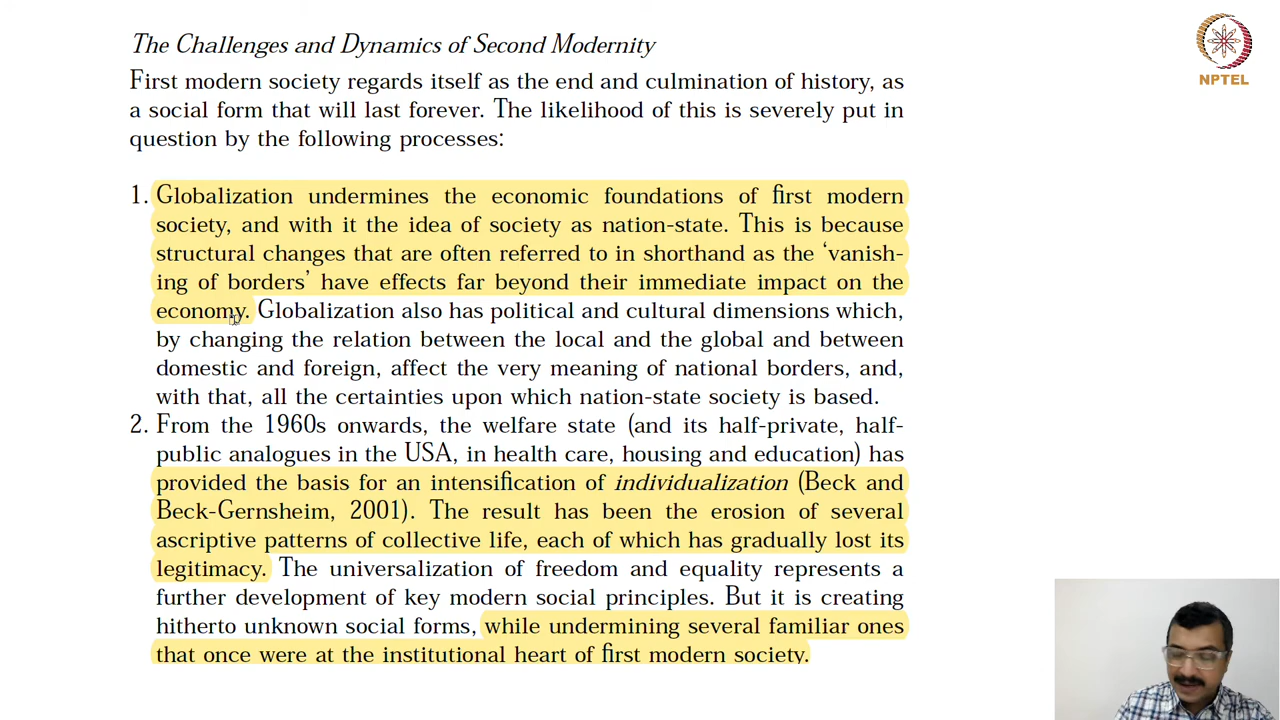 The Challenges and Dynamics of Second Modernity
First modern society regards itself as the end and culmination of history, as
a social form that will last forever. The likelihood of this is severely put in
question by the following processes:
1. Globalization undermines the economic foundations of first modern
society, and with it the idea of society as nation-state. This is because
structural changes that are often referred to in shorthand as the ‘vanish-
ing of borders’ have effects far beyond their immediate impact on the
economy. Globalization also has political and cultural dimensions which,
by changing the relation between the local and the global and between
domestic and foreign, affect the very meaning of national borders, and,
with that, all the certainties upon which nation-state society is based.
2. From the 1960s onwards, the welfare state (and its half-private, half-
public analogues in the USA, in health care, housing and education) has
provided the basis for an intensification of individualization (Beck and
Beck-Gernsheim, 2001). The result has been the erosion of several
ascriptive patterns of collective life, each of which has gradually lost its
legitimacy. The universalization of freedom and equality represents a
further development of key modern social principles. But it is creating
hitherto unknown social forms, while undermining several familiar ones
that once were at the institutional heart of first modern society.
NPTEL